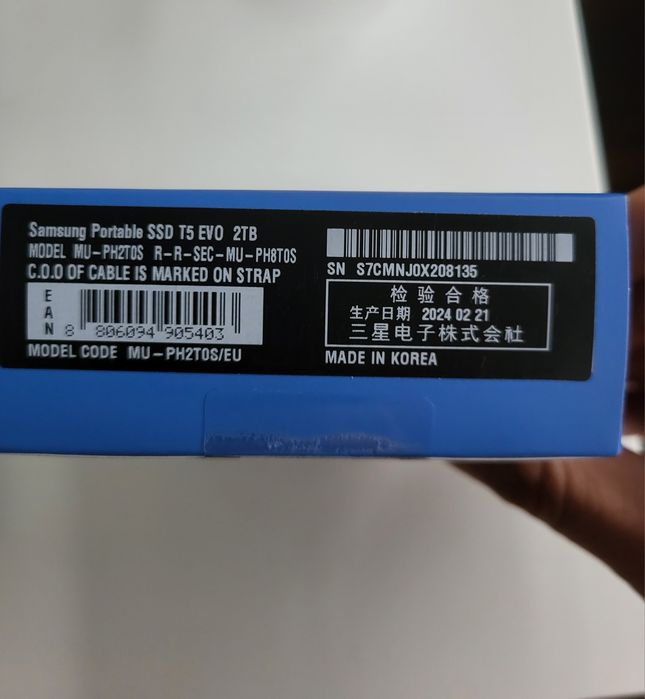 Samsung Portable SSD T5 EVO 2TB
MODEL MU-PH2T0S R-R-SEC-MU-PH8T0S
C.O.O OF CABLE IS MARKED ON STRAP
EAN
8 806094 905403
MODEL CODE MU-PH2T0S/EU
SN S7CMNJ0X208135
检验合格
生产日期 2024 02 21
三星电子株式会社
MADE IN KOREA